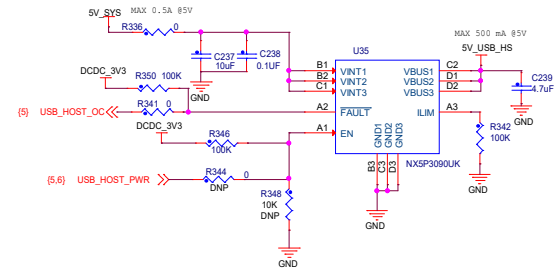 5V_SYS MAX 0.5A @5V
R336 0
MAX 500 mA @5V
5V_USB_HS
C237
10uF
C238
0.1UF
GND
U35
B1 VINT1 VBUS1 C2
B2 VINT2 VBUS2 D1
C1 VINT3 VBUS3 D2
C239
4.7uF
GND
DCDC_3V3
R350 100K
{5} USB_HOST_OC R341 0
A2 FAULT ILIM A3
DCDC_3V3
A1 EN
R342
100K
GND
R346
100K
GND1
GND2
GND3
B3
C3
D3
NX5P3090UK
{5,6} USB_HOST_PWR
R344 0
DNP
R348
10K
DNP
GND
GND